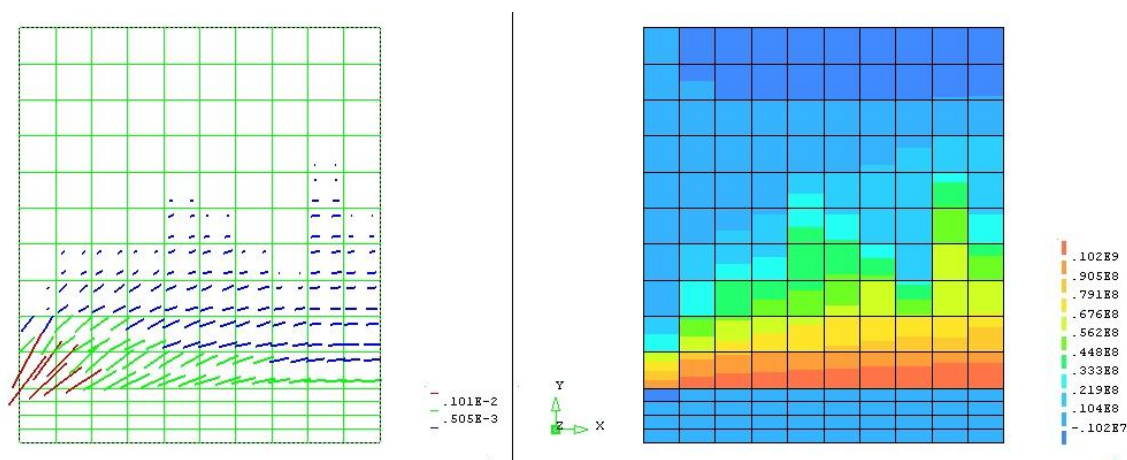 .101E-2
.505E-3
Y
Z X
.102E9
.905E8
.791E8
.676E8
.562E8
.448E8
.333E8
.219E8
.104E8
-.102E7